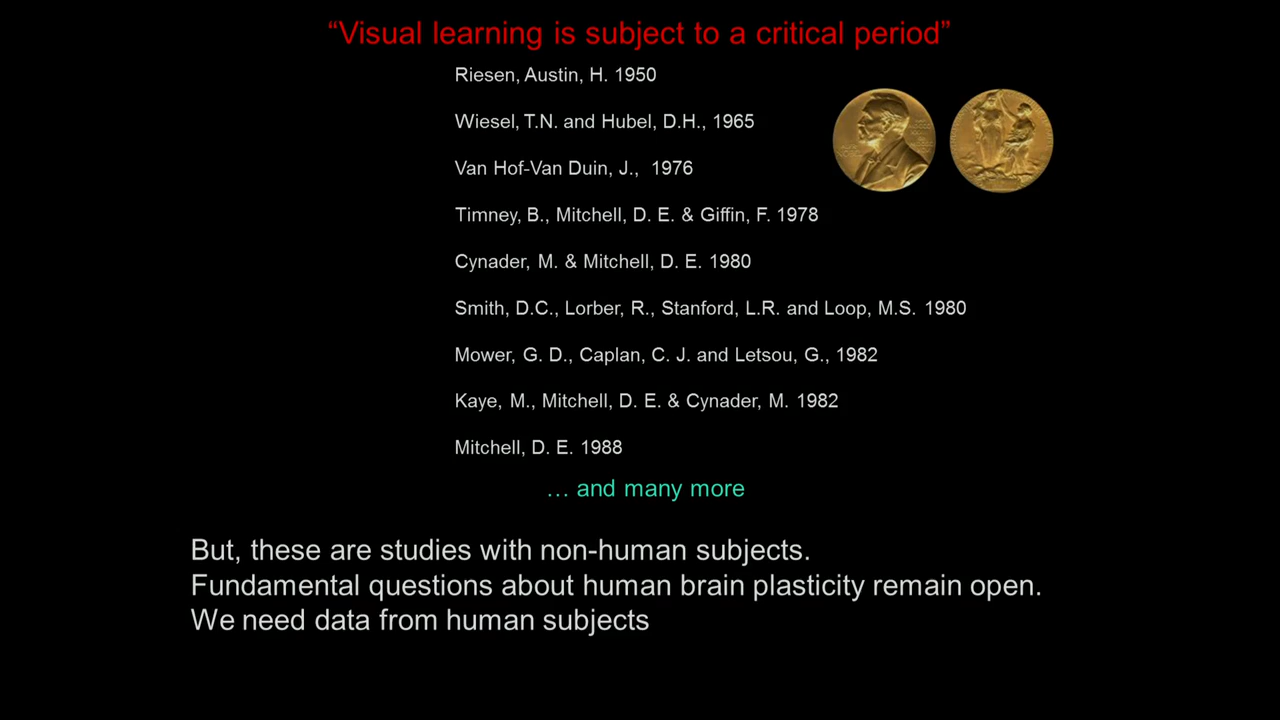 “Visual learning is subject to a critical period”
Riesen, Austin, H. 1950
Wiesel, T.N. and Hubel, D.H., 1965
Van Hof-Van Duin, J., 1976
Timney, B., Mitchell, D. E. & Giffin, F. 1978
Cynader, M. & Mitchell, D. E. 1980
Smith, D.C., Lorber, R., Stanford, L.R. and Loop, M.S. 1980
Mower, G. D., Caplan, C. J. and Letsou, G., 1982
Kaye, M., Mitchell, D. E. & Cynader, M. 1982
Mitchell, D. E. 1988
… and many more
But, these are studies with non-human subjects.
Fundamental questions about human brain plasticity remain open.
We need data from human subjects